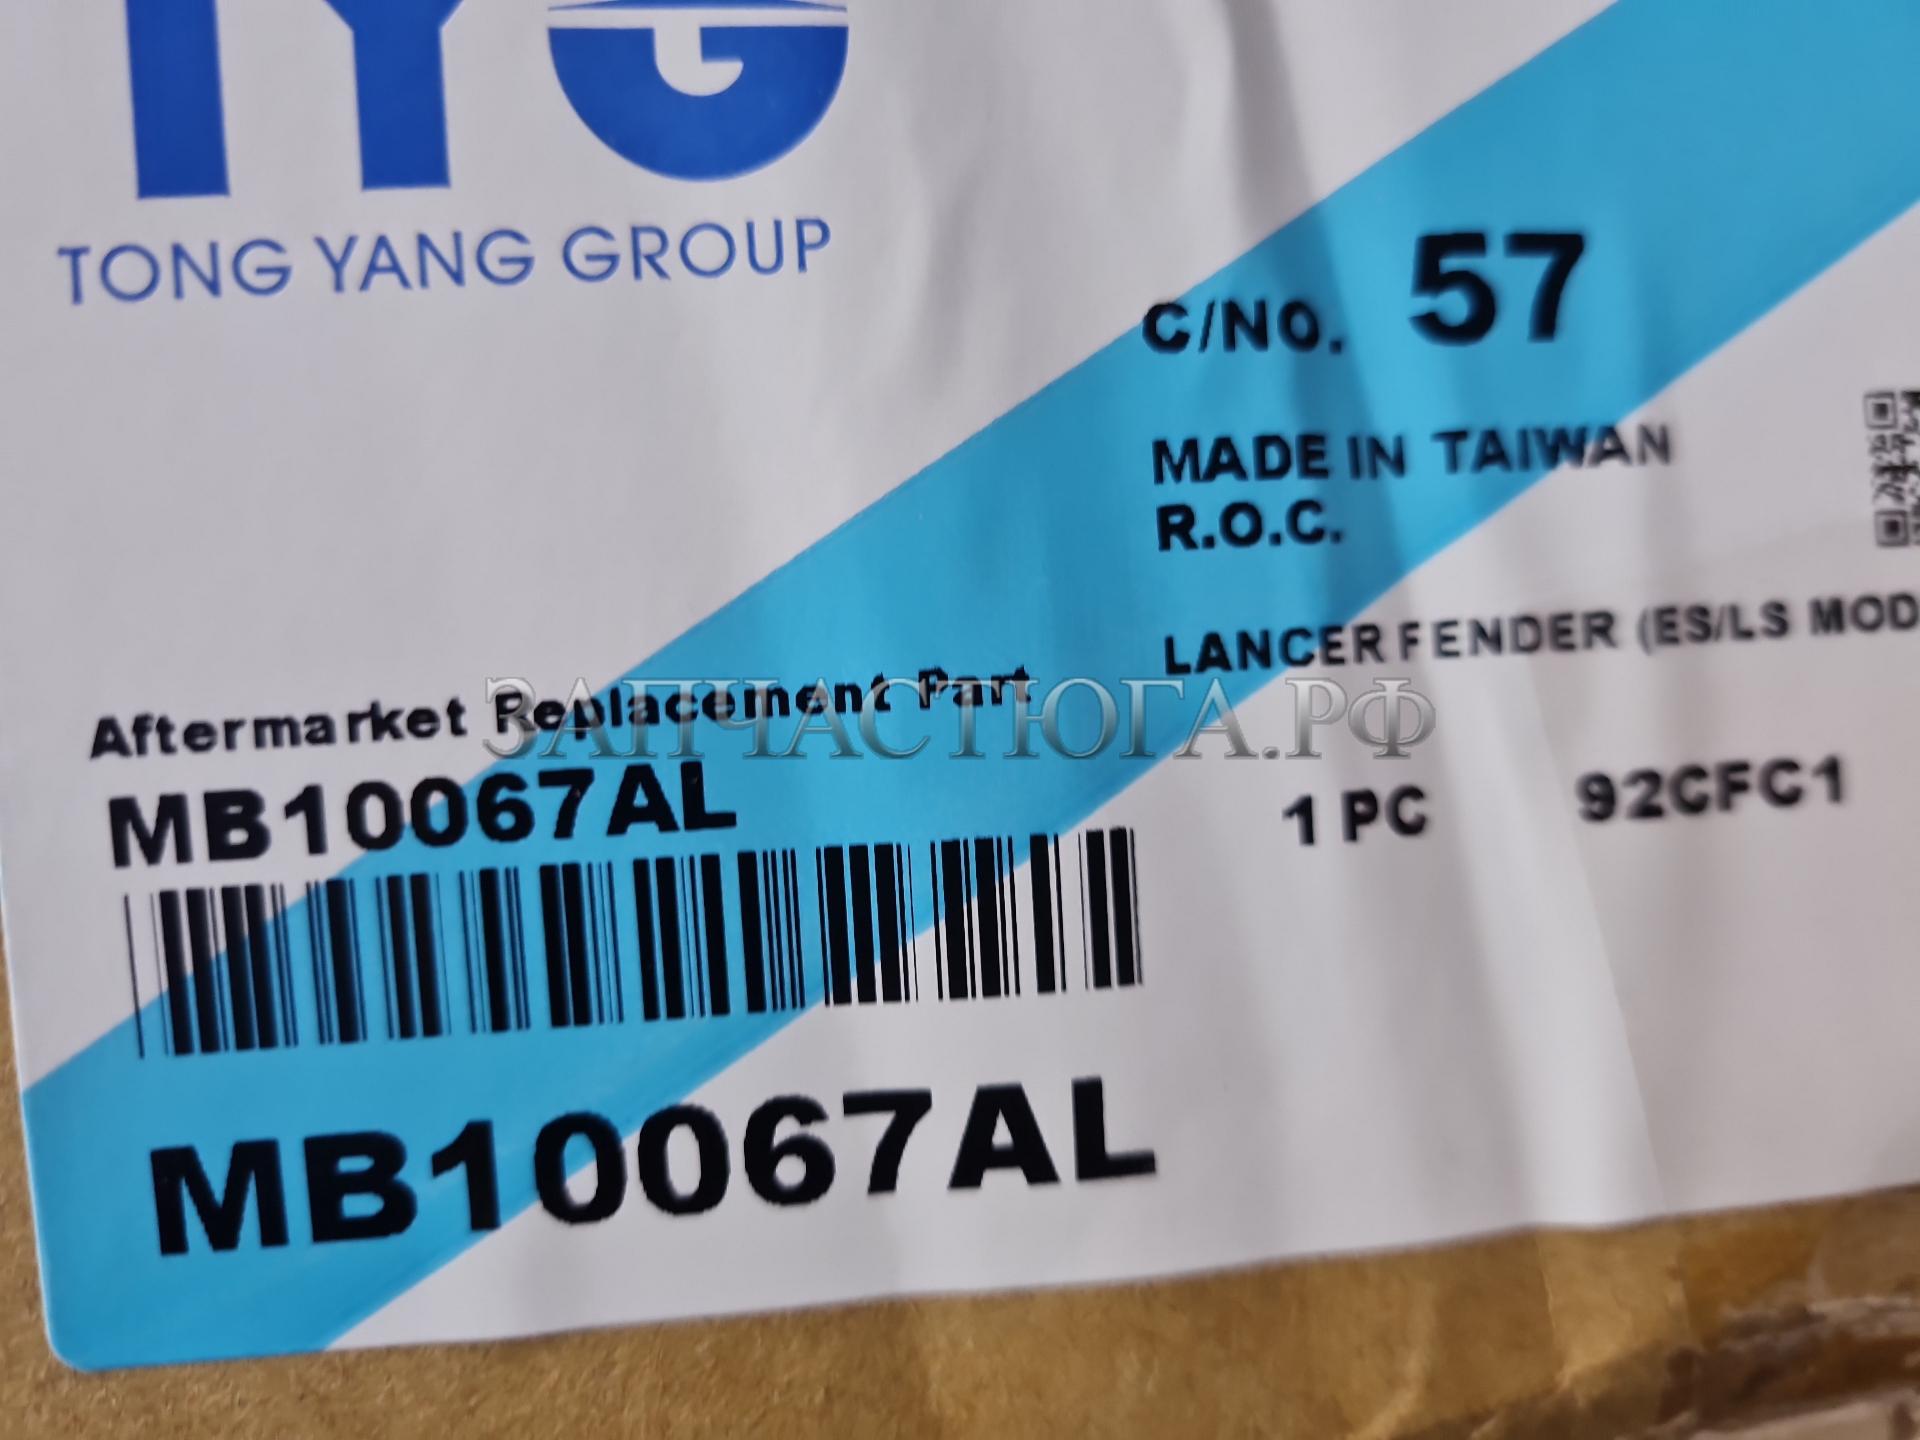 TYG
TONG YANG GROUP
C/NO. 57
MADE IN TAIWAN
R.O.C.
LANCER FENDER (ES/LS MOD
Aftermarket Replacement Part
ЗАПЧАСТЮГА.РФ
MB10067AL
1 PC 92CFC1
MB10067AL